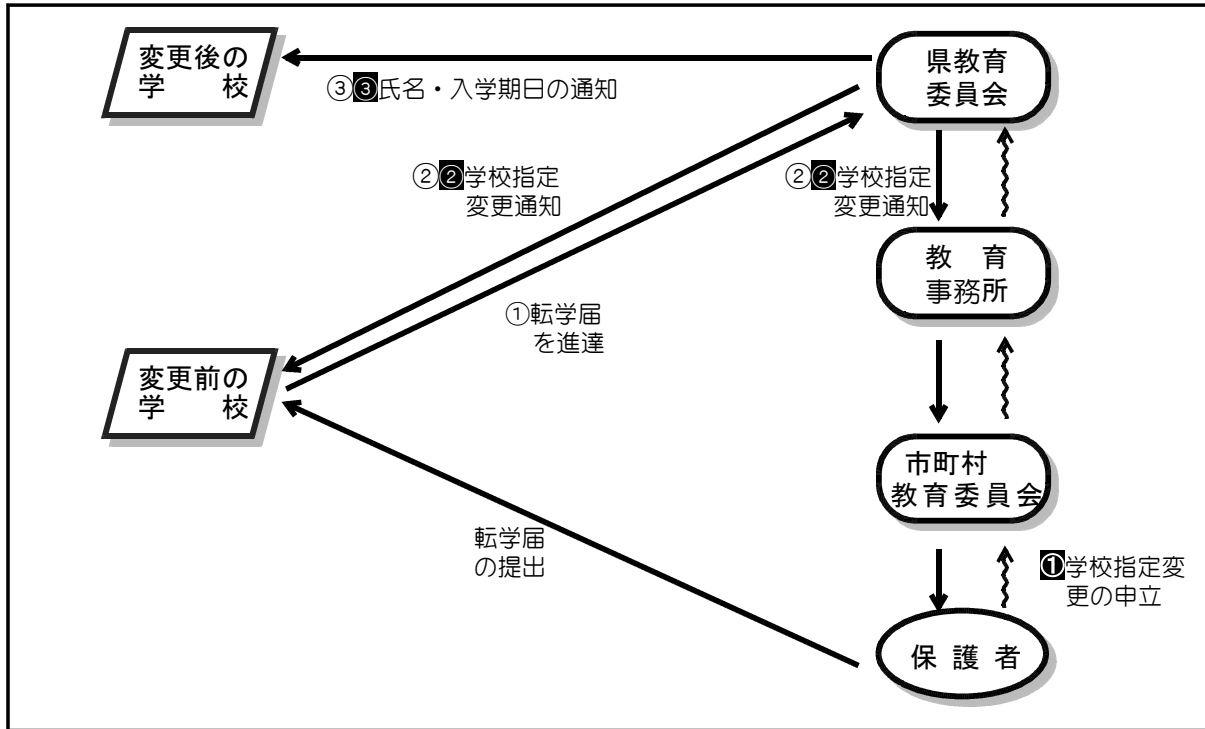 変更後の
学　　校
県教育
委員会
③❸氏名・入学期日の通知
②❷学校指定
変更通知
②❷学校指定
変更通知
教　育
事務所
①転学届
を進達
変更前の
学　　校
市町村
教育委員会
転学届
の提出
❶学校指定変
更の申立
保 護 者